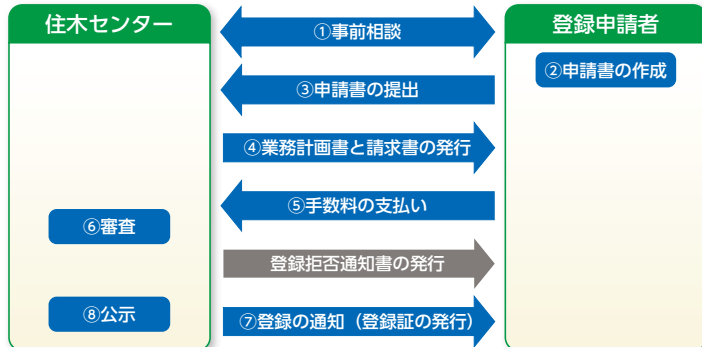 住木センター
①事前相談
登録申請者
②申請書の作成
③申請書の提出
④業務計画書と請求書の発行
⑤手数料の支払い
⑥審査
登録拒否通知書の発行
⑧公示
⑦登録の通知（登録証の発行）